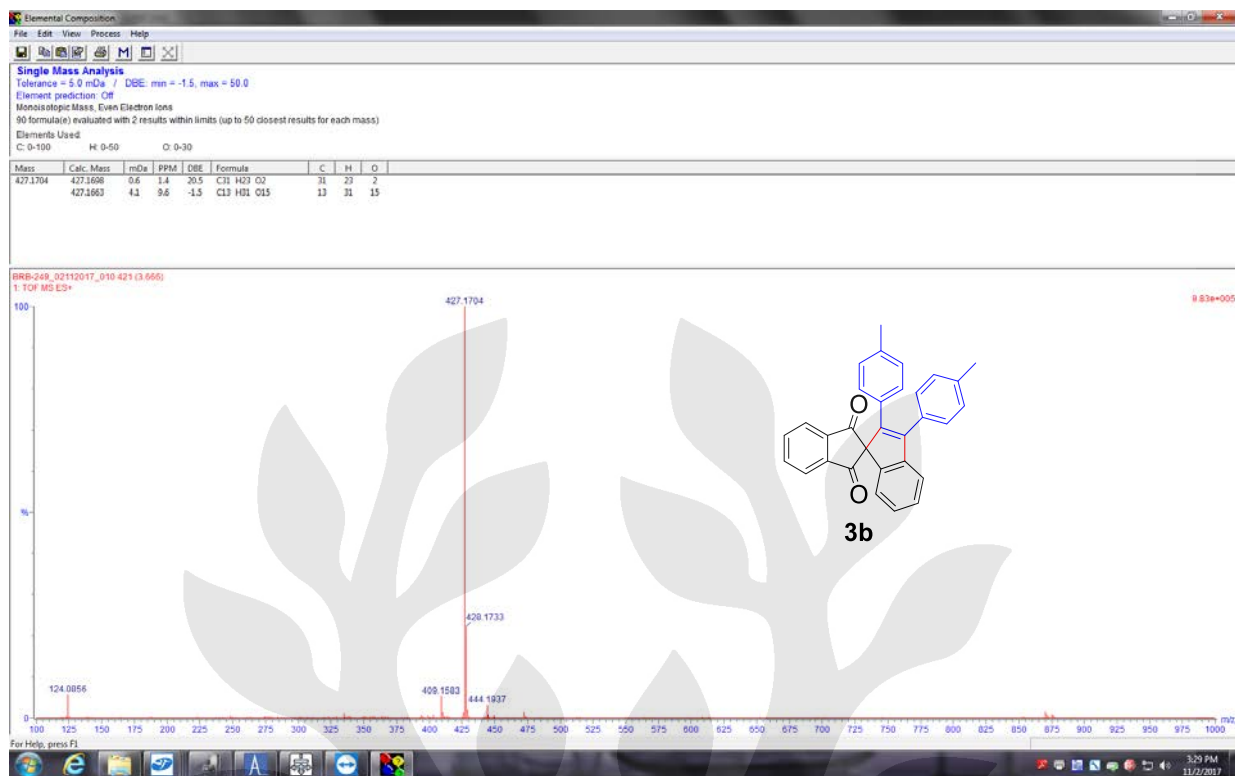 Elemental Composition
File Edit View Process Help
Single Mass Analysis
Tolerance = 5.0 mDa / DBE: min = -1.5, max = 50.0
Element prediction: Off
Monoisotopic Mass, Even Electron Ions
90 formula(e) evaluated with 2 results within limits (up to 50 closest results for each mass)
Elements Used:
C: 0-100 H: 0-50 O: 0-30
Mass Calc. Mass mDa PPM DBE Formula C H O
427.1704 427.1698 0.6 1.4 20.5 C31 H23 O2 31 23 2
427.1663 4.1 9.6 -1.5 C13 H31 O15 13 31 15
BRB-249_02112017_010 421 (3.665)
1: TOF MS ES+
9.83e+005
100
427.1704
O
O
3b
%
428.1733
124.0856
409.1583
444.1937
0
100 125 150 175 200 225 250 275 300 325 350 375 400 425 450 475 500 525 550 575 600 625 650 675 700 725 750 775 800 825 850 875 900 925 950 975 1000
m/z
For Help, press F1
3:29 PM
11/2/2017